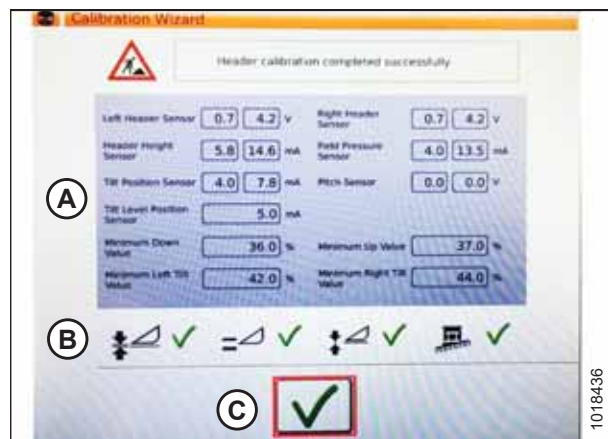 Calibration Wizard
Header calibration completed successfully
Left Header Sensor 0.7 4.2 V Right Header Sensor 0.7 4.2 V
Header Height Sensor 5.8 14.6 mA Field Pressure Sensor 4.0 13.5 mA
Tilt Position Sensor 4.0 7.8 mA Pitch Sensor 0.0 0.0 V
Tilt Level Position Sensor 5.0 mA
Minimum Down Value 36.0 % Minimum Up Value 37.0 %
Minimum Left Tilt Value 42.0 % Minimum Right Tilt Value 44.0 %
A
B
C
1018436